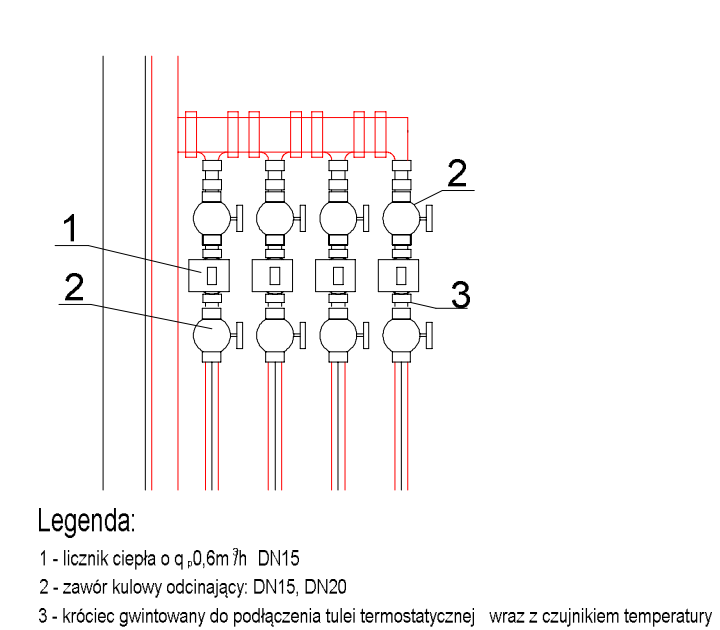 2
1
2
3
Legenda:
1 - licznik ciepła o qp0,6m³/h DN15
2 - zawór kulowy odcinający: DN15, DN20
3 - króciec gwintowany do podłączenia tulei termostatycznej wraz z czujnikiem temperatury